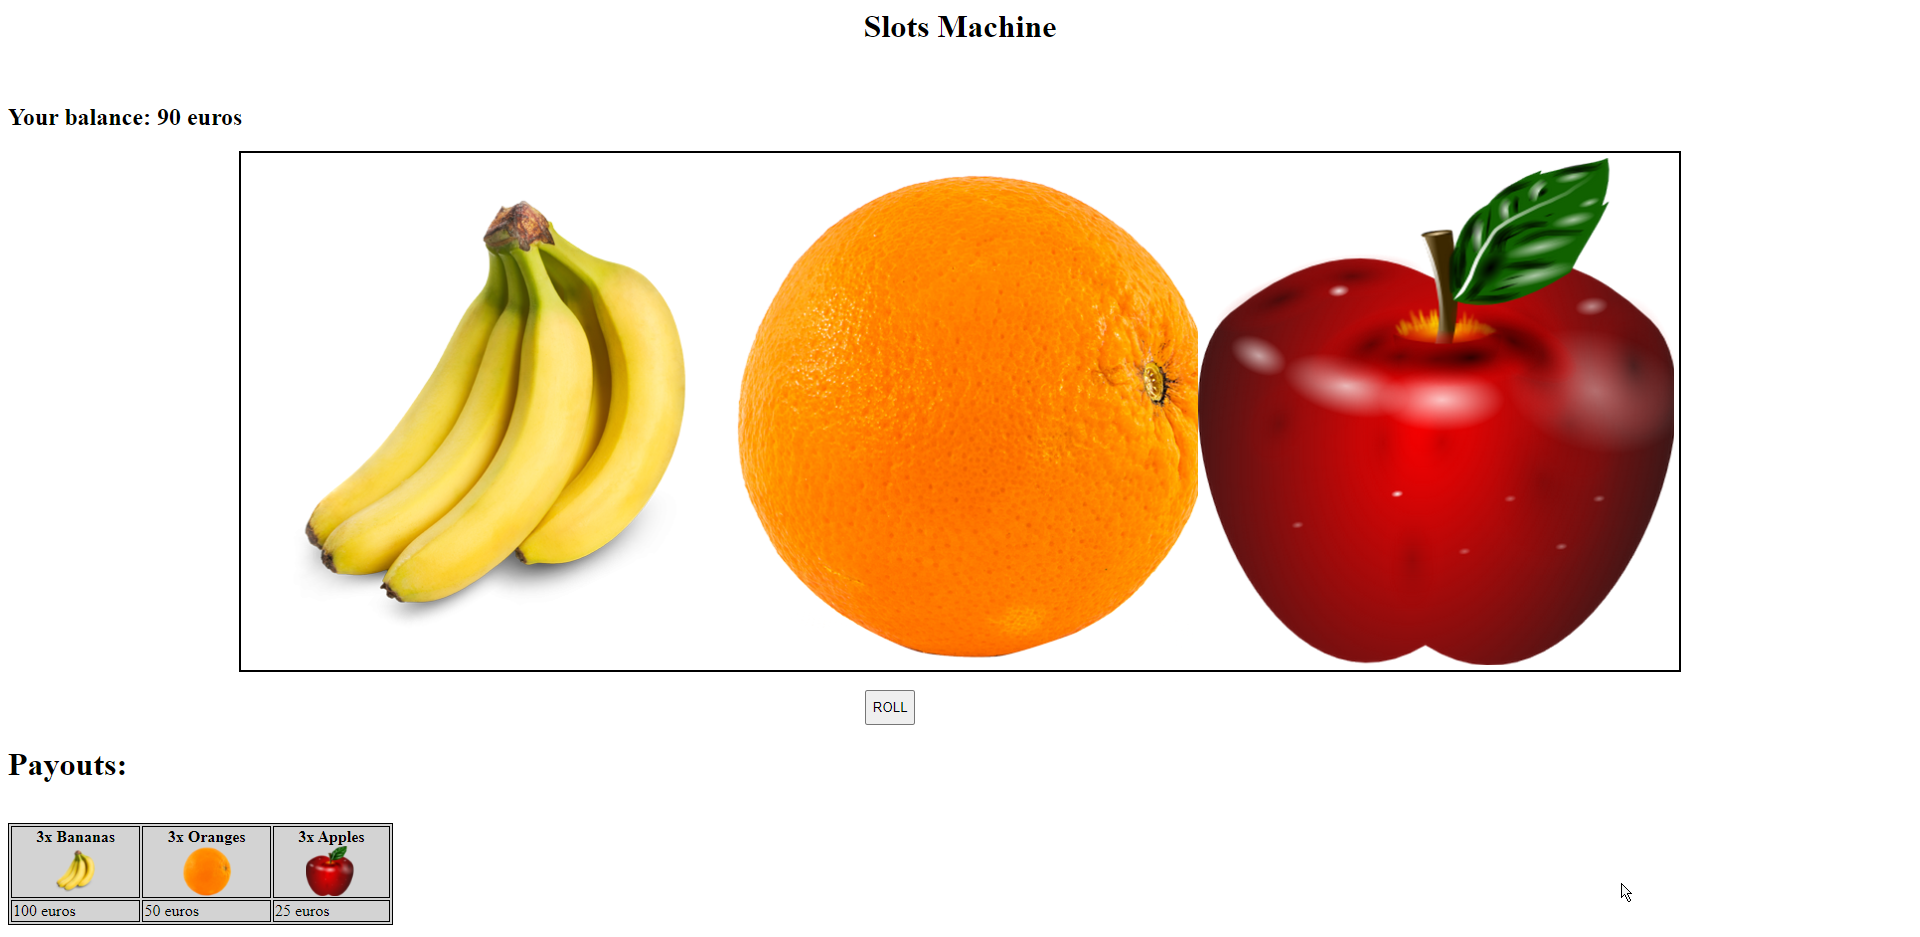 Slots Machine
Your balance: 90 euros
ROLL
Payouts:
3x Bananas 3x Oranges 3x Apples
100 euros 50 euros 25 euros